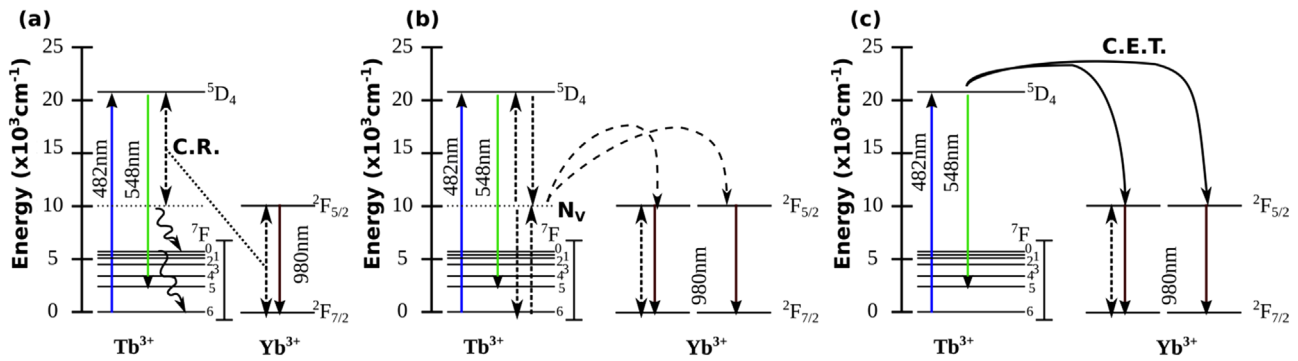 (a)
Energy (x10³cm⁻¹)
25
20
15
10
5
0
⁵D₄
482nm
548nm
C.R.
⁷F
0
1
2
3
4
5
6
²F₅/₂
980nm
²F₇/₂
Tb³⁺
Yb³⁺
(b)
Energy (x10³cm⁻¹)
25
20
15
10
5
0
⁵D₄
482nm
548nm
Nᵥ
⁷F
0
1
2
3
4
5
6
²F₅/₂
980nm
²F₇/₂
Tb³⁺
Yb³⁺
(c)
Energy (x10³cm⁻¹)
25
20
15
10
5
0
C.E.T.
⁵D₄
482nm
548nm
⁷F
0
1
2
3
4
5
6
²F₅/₂
980nm
²F₇/₂
Tb³⁺
Yb³⁺